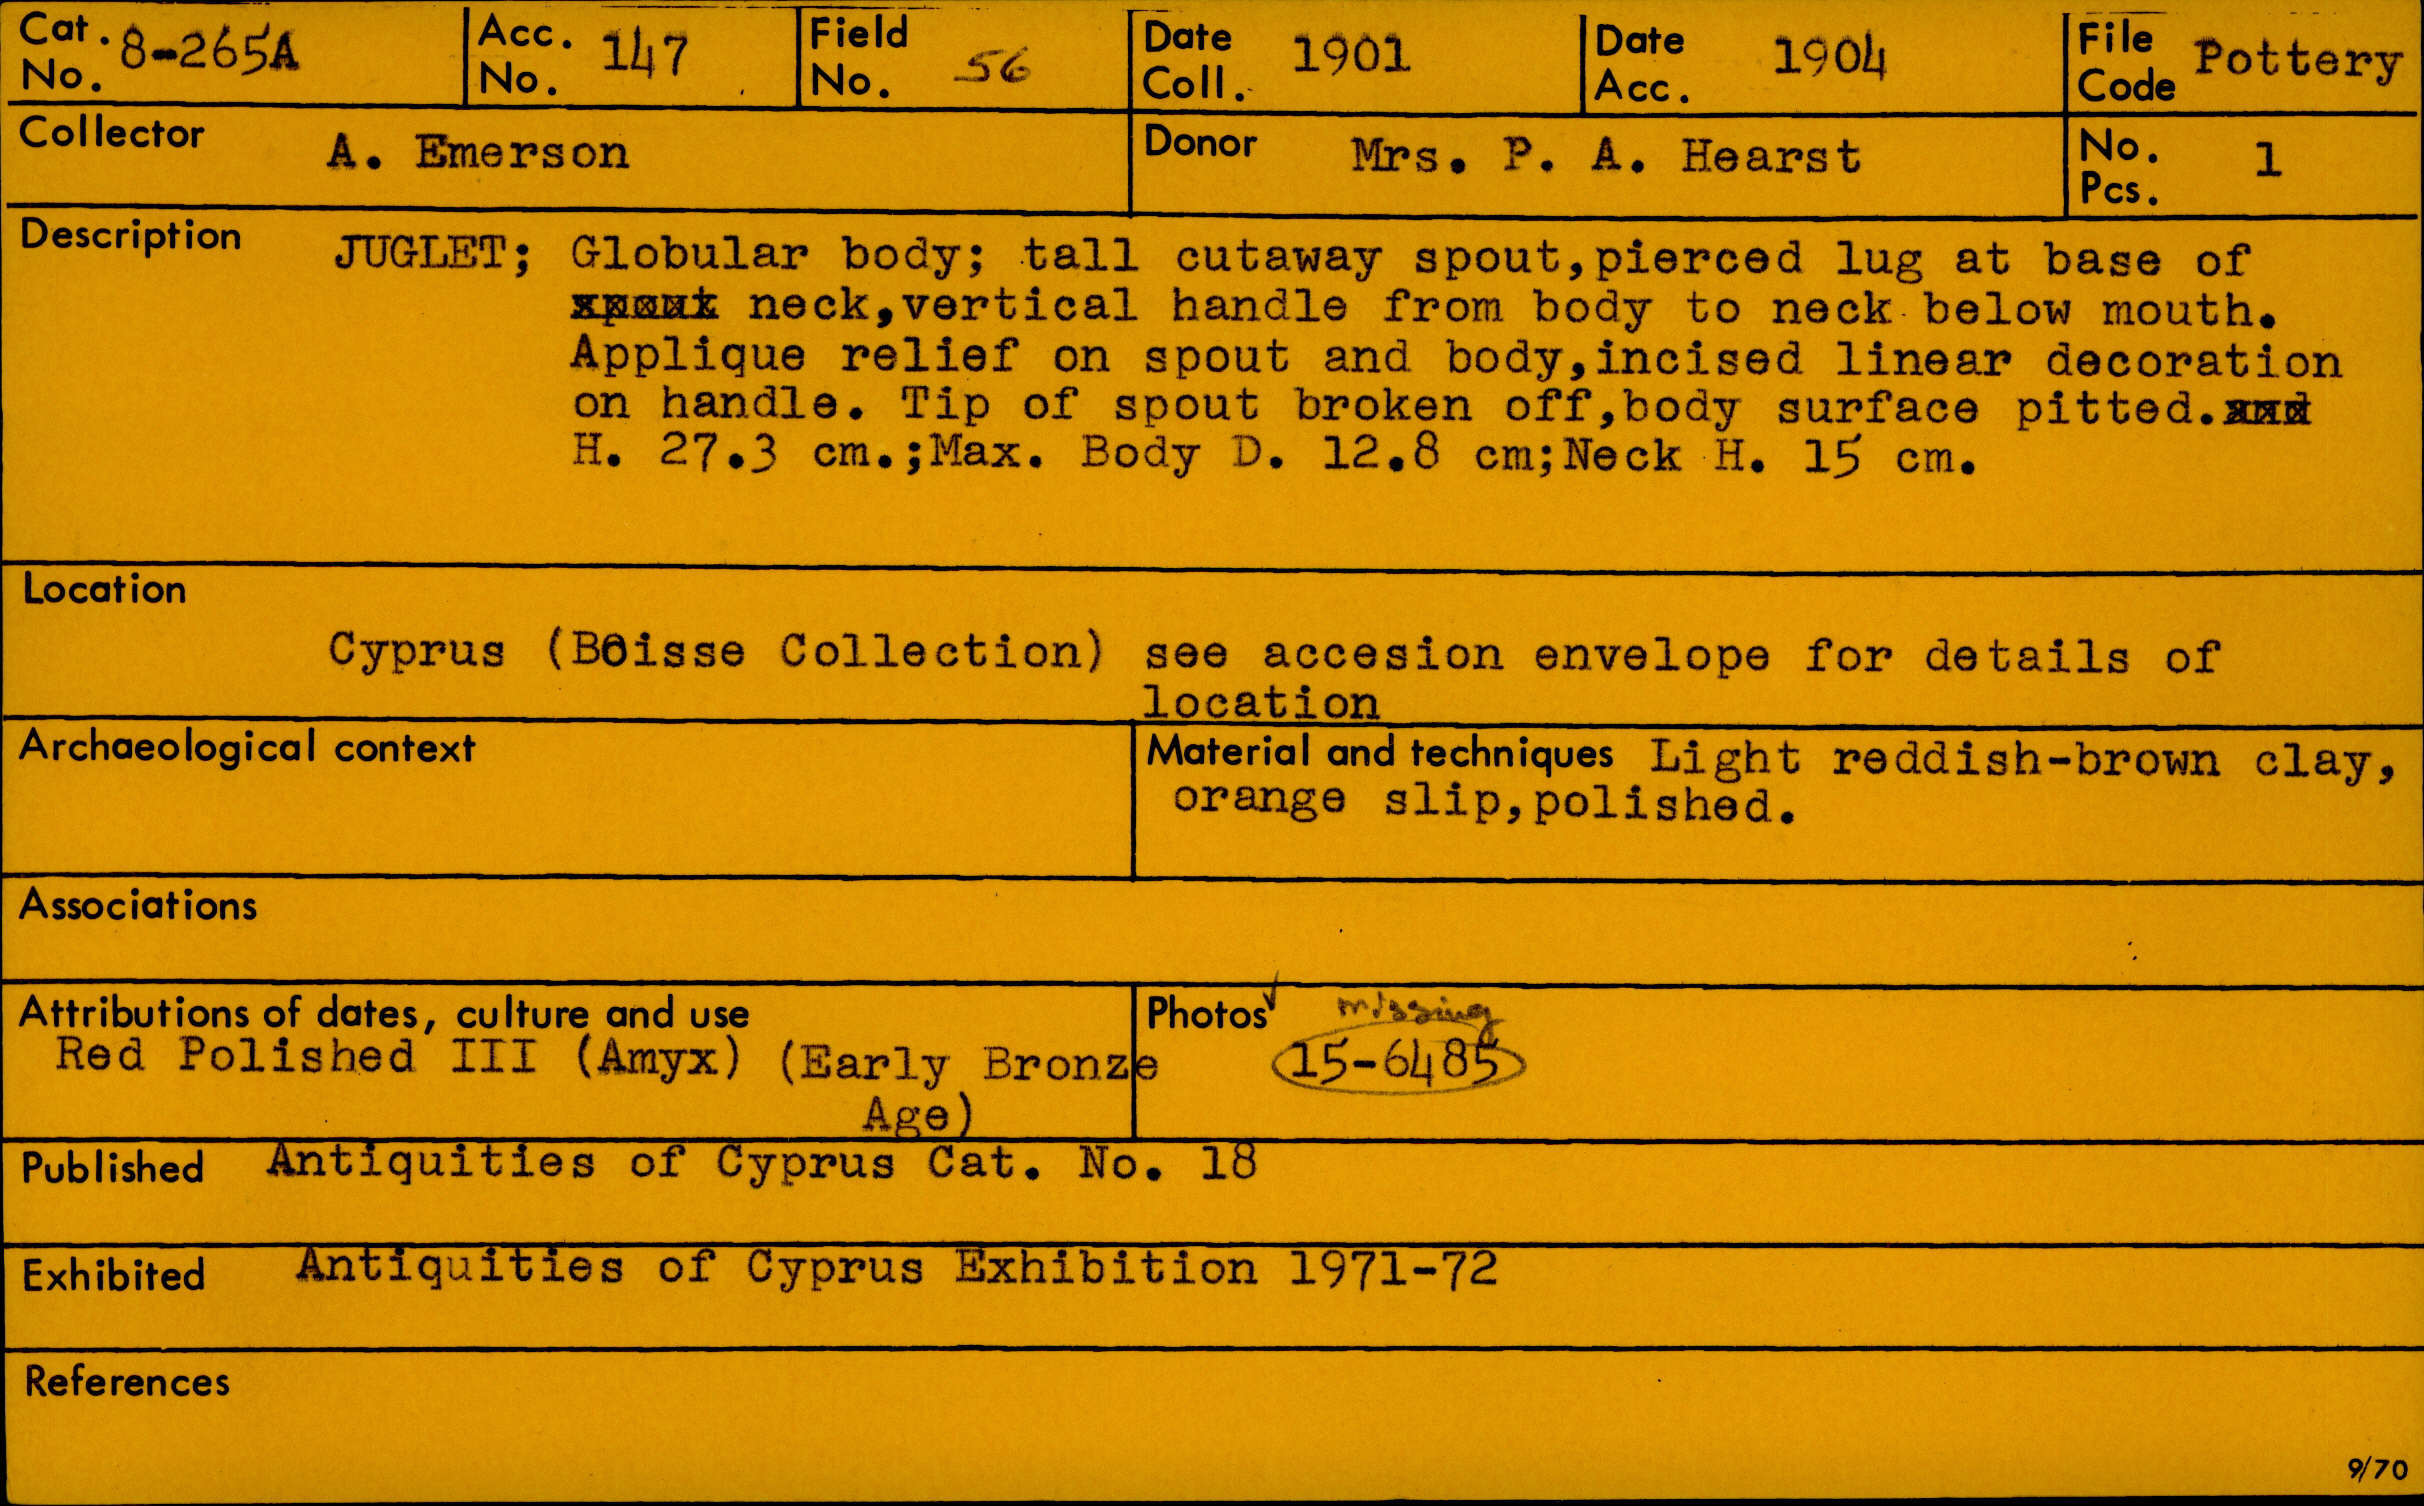 Cat. No. 8-265A Acc. No. 147 Field No. 56 Date Coll. 1901 Date Acc. 1904 File Code Pottery
Collector A. Emerson Donor Mrs. P. A. Hearst No. Pcs. 1
Description JUGLET; Globular body; tall cutaway spout,pierced lug at base of
neck,vertical handle from body to neck below mouth.
Applique relief on spout and body,incised linear decoration
on handle. Tip of spout broken off,body surface pitted.
H. 27.3 cm.;Max. Body D. 12.8 cm;Neck H. 15 cm.
Location
Cyprus (Boisse Collection) see accesion envelope for details of
location
Archaeological context
Material and techniques Light reddish-brown clay,
orange slip,polished.
Associations
Attributions of dates, culture and use
Red Polished III (Amyx) (Early Bronze
Age)
Photos ✓ missing
15-6485
Published Antiquities of Cyprus Cat. No. 18
Exhibited Antiquities of Cyprus Exhibition 1971-72
References
9/70